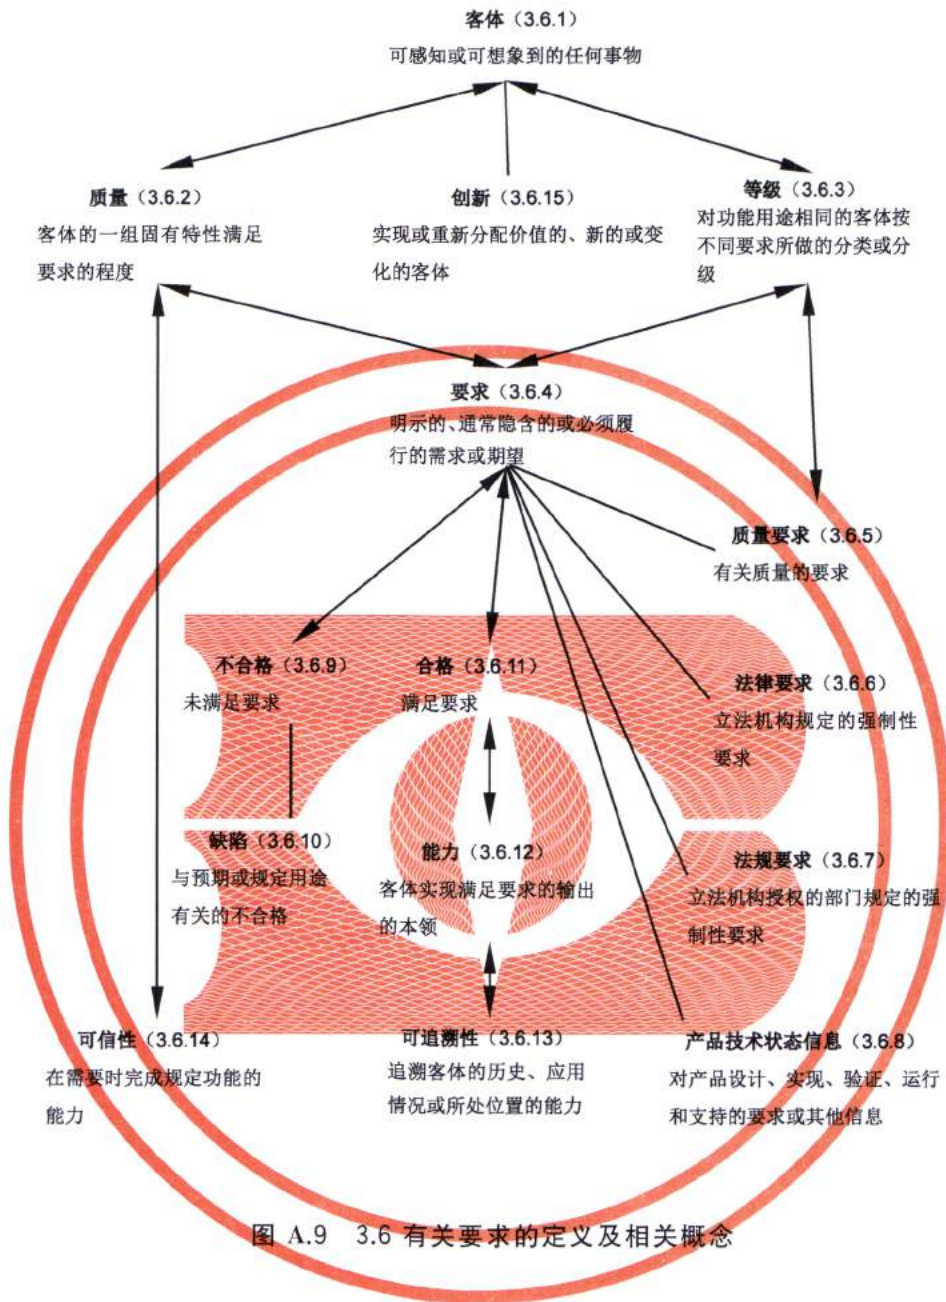 客体（3.6.1）
可感知或可想象到的任何事物
质量（3.6.2）
客体的一组固有特性满足
要求的程度
创新（3.6.15）
实现或重新分配价值的、新的或变
化的客体
等级（3.6.3）
对功能用途相同的客体按
不同要求所做的分类或分
级
要求（3.6.4）
明示的、通常隐含的或必须履
行的需求或期望
质量要求（3.6.5）
有关质量的要求
不合格（3.6.9）
未满足要求
合格（3.6.11）
满足要求
法律要求（3.6.6）
立法机构规定的强制性
要求
缺陷（3.6.10）
与预期或规定用途
有关的不合格
能力（3.6.12）
客体实现满足要求的输出
的本领
法规要求（3.6.7）
立法机构授权的部门规定的强
制性要求
可信性（3.6.14）
在需要时完成规定功能的
能力
可追溯性（3.6.13）
追溯客体的历史、应用
情况或所处位置的能力
产品技术状态信息（3.6.8）
对产品设计、实现、验证、运行
和支持的要求或其他信息
图 A.9 3.6 有关要求的定义及相关概念